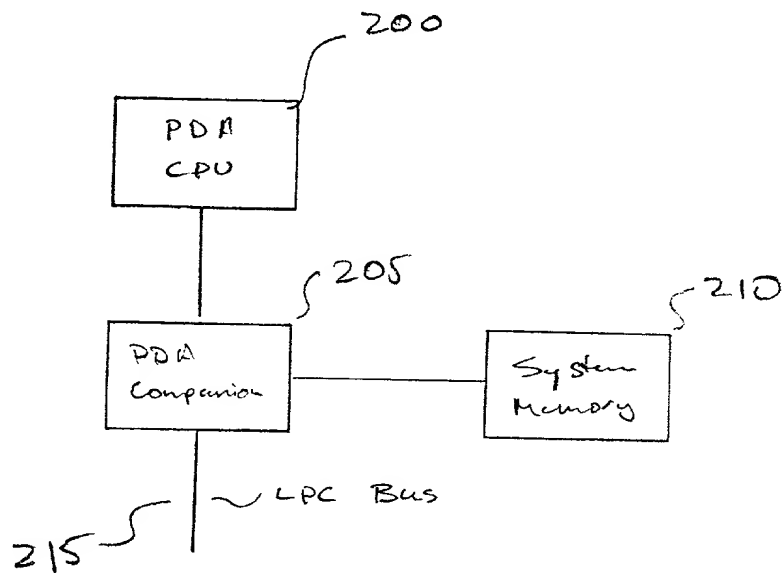 200
PDA
CPU
205
210
PDA
Companion
System
Memory
LPC Bus
215